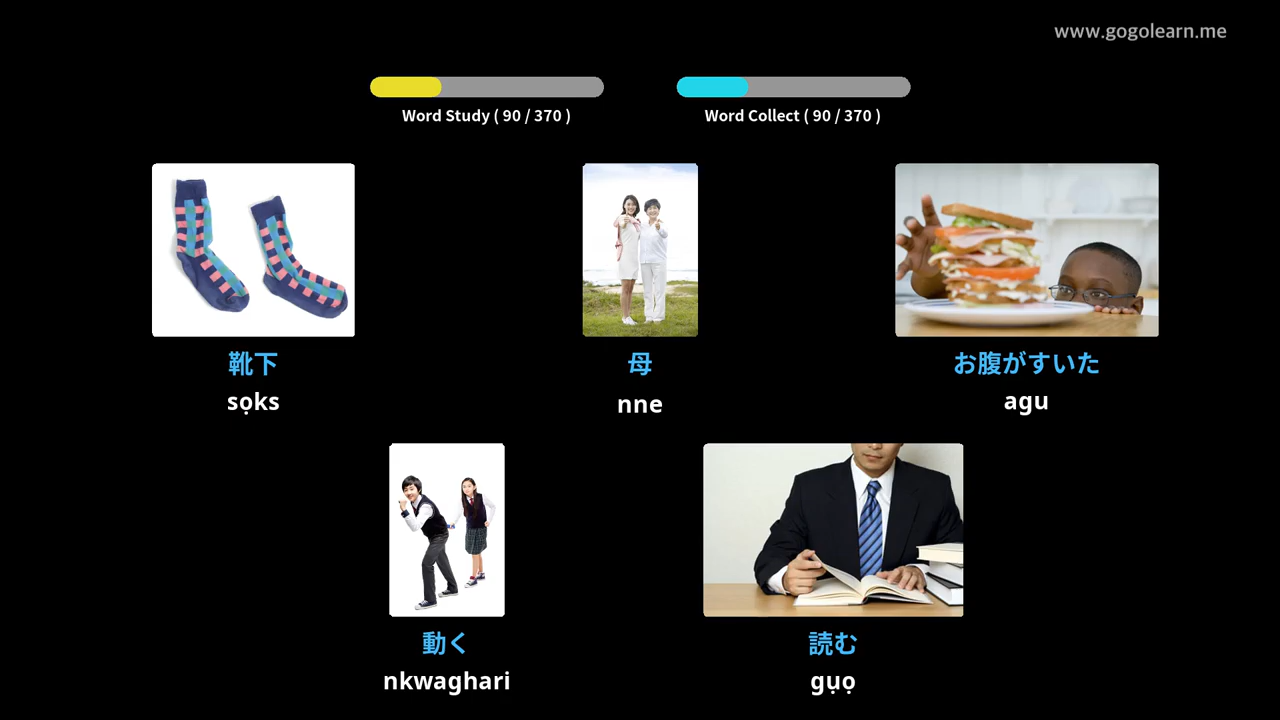 www.gogolearn.me
Word Study ( 90 / 370 )
Word Collect ( 90 / 370 )
靴下
sọks
母
nne
お腹がすいた
agu
動く
nkwaghari
読む
gụọ